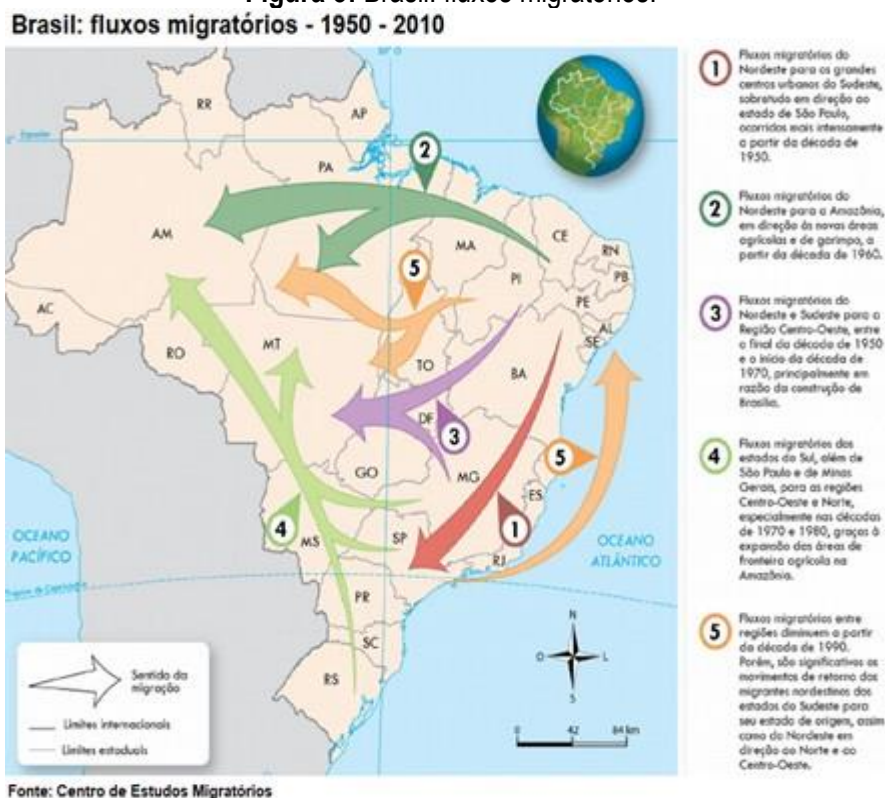 Figura 3. Brasil: fluxos migratórios.
Brasil: fluxos migratórios - 1950 - 2010
RR
AP
PA
AM
AC
RO
MT
MA
PI
CE
RN
PB
PE
AL
SE
TO
BA
DF
GO
MG
ES
MS
SP
RJ
PR
SC
RS
2
5
3
5
4
1
OCEANO
PACÍFICO
OCEANO
ATLÂNTICO
N
O
L
S
0
42
84 km
Sentido da
migração
Limites internacionais
Limites estaduais
1
Fluxos migratórios do
Nordeste para os grandes
centros urbanos do Sudeste,
sobretudo em direção ao
estado de São Paulo,
ocorridos mais intensamente
a partir da década de
1950.
2
Fluxos migratórios do
Nordeste para a Amazônia,
em direção às novas áreas
agrícolas e de garimpo, a
partir da década de 1960.
3
Fluxos migratórios do
Nordeste e Sudeste para a
Região Centro-Oeste, entre
o final da década de 1950
e o início da década de
1970, principalmente em
razão da construção de
Brasília.
4
Fluxos migratórios dos
estados do Sul, além de
São Paulo e de Minas
Gerais, para as regiões
Centro-Oeste e Norte,
especialmente nas décadas
de 1970 e 1980, graças à
expansão das áreas de
fronteira agrícola na
Amazônia.
5
Fluxos migratórios entre
regiões diminuem a partir
da década de 1990.
Porém, são significativos os
movimentos de retorno dos
migrantes nordestinos dos
estados do Sudeste para
seu estado de origem, assim
como do Nordeste em
direção ao Norte e ao
Centro-Oeste.
Fonte: Centro de Estudos Migratórios